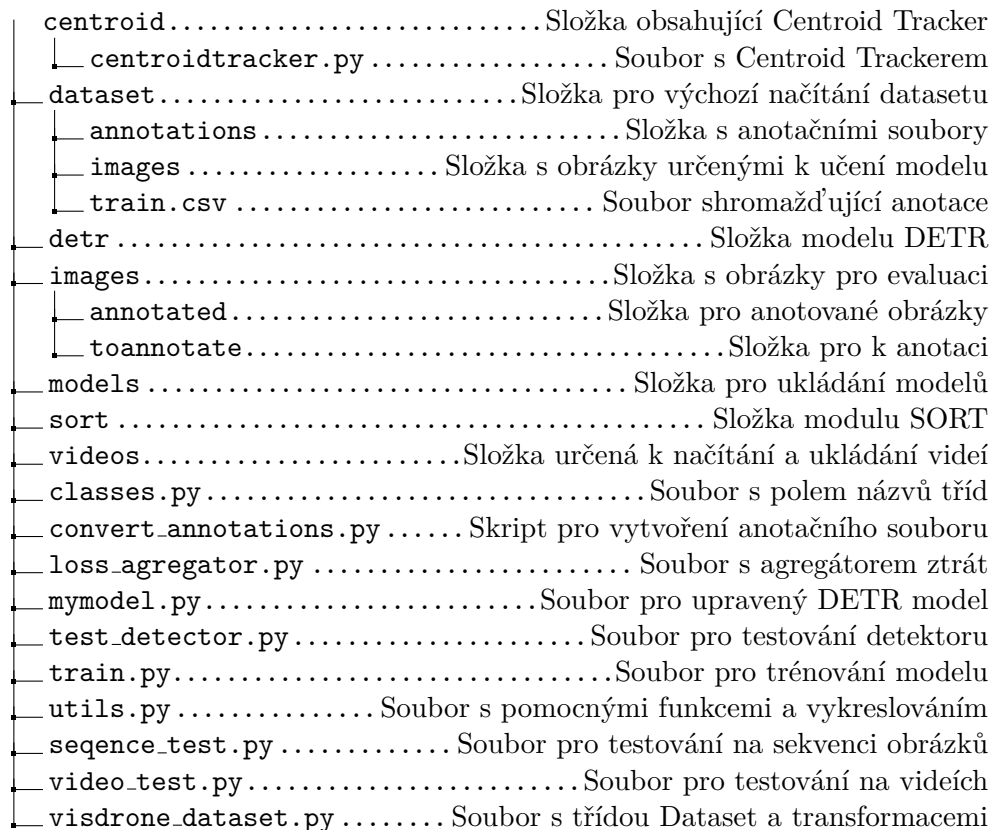 centroid..............................Složka obsahující Centroid Tracker
centroidtracker.py..................Soubor s Centroid Trackerem
dataset...........................Složka pro výchozí načítání datasetu
annotations............................Složka s anotačními soubory
images...................Složka s obrázky určenými k učení modelu
train.csv.............................Soubor shromažďující anotace
detr............................................Složka modelu DETR
images..................................Složka s obrázky pro evaluaci
annotated.............................Složka pro anotované obrázky
toannotate.....................................Složka pro k anotaci
models....................................Složka pro ukládání modelů
sort............................................Složka modulu SORT
videos........................Složka určená k načítání a ukládání videí
classes.py.................................Soubor s polem názvů tříd
convert_annotations.py......Skript pro vytvoření anotačního souboru
loss_agregator.py........................Soubor s agregátorem ztrát
mymodel.py.........................Soubor pro upravený DETR model
test_detector.py......................Soubor pro testování detektoru
train.py.................................Soubor pro trénování modelu
utils.py...............Soubor s pomocnými funkcemi a vykreslováním
seqence_test.py.............Soubor pro testování na sekvenci obrázků
video_test.py.........................Soubor pro testování na videích
visdrone_dataset.py........Soubor s třídou Dataset a transformacemi